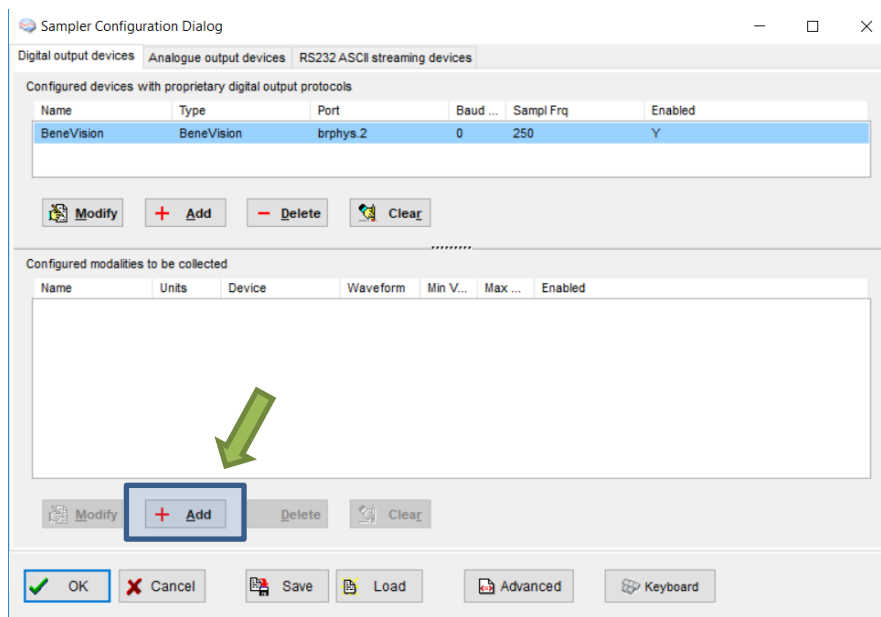 Sampler Configuration Dialog
Digital output devices Analogue output devices RS232 ASCII streaming devices
Configured devices with proprietary digital output protocols
Name Type Port Baud ... Sampl Frq Enabled
BeneVision BeneVision brphys.2 0 250 Y
Modify Add Delete Clear
Configured modalities to be collected
Name Units Device Waveform Min V... Max ... Enabled
Modify Add Delete Clear
OK Cancel Save Load Advanced Keyboard